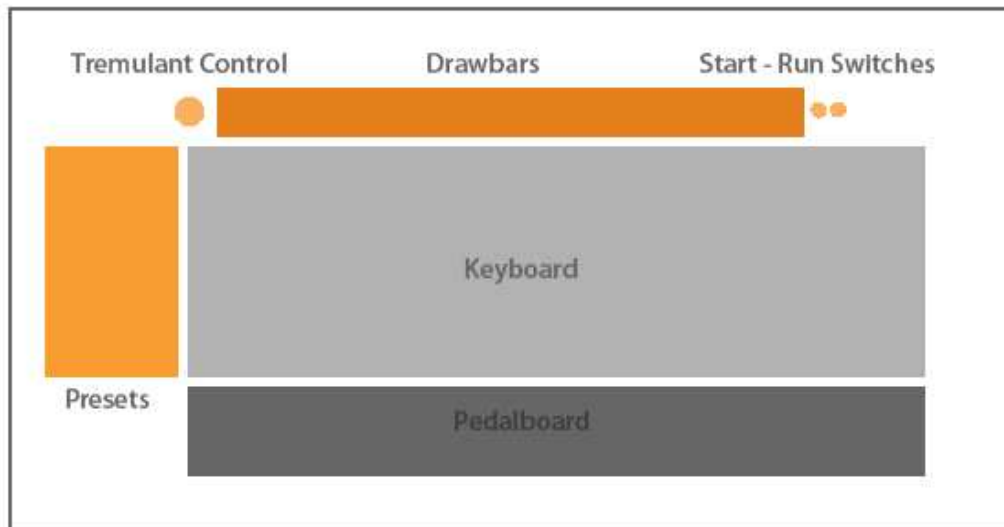 Tremulant Control
Drawbars
Start - Run Switches
Keyboard
Presets
Pedalboard